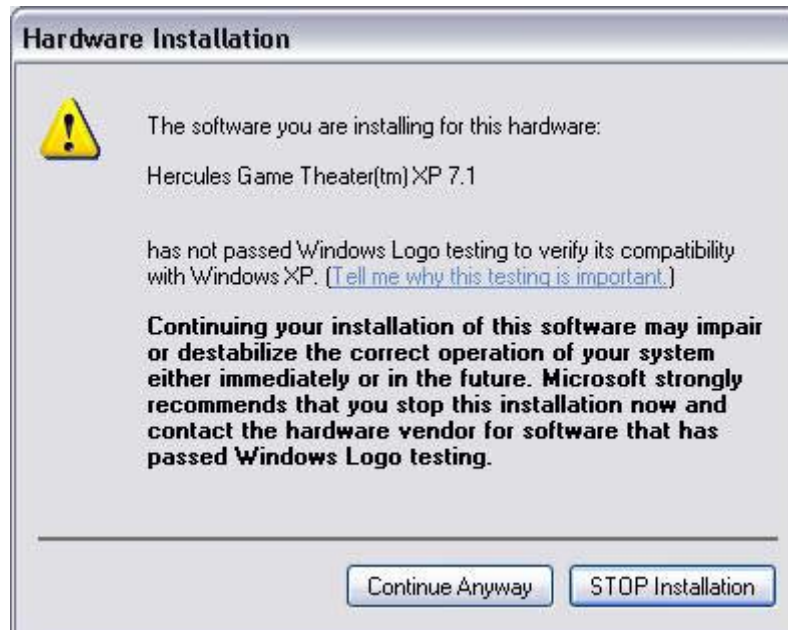 Hardware Installation
The software you are installing for this hardware:
Hercules Game Theater(tm) XP 7.1
has not passed Windows Logo testing to verify its compatibility
with Windows XP. (Tell me why this testing is important.)
Continuing your installation of this software may impair
or destabilize the correct operation of your system
either immediately or in the future. Microsoft strongly
recommends that you stop this installation now and
contact the hardware vendor for software that has
passed Windows Logo testing.
Continue Anyway
STOP Installation